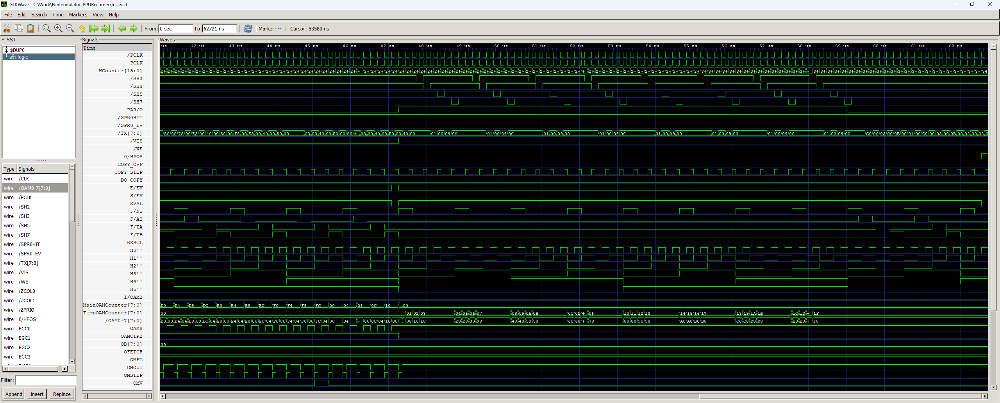 GTKWave - C:\Work\Nintendulator_PPURecorder\test.vcd
File Edit Search Time Markers View Help
From: 0 sec To: 62721 ns Marker: -- | Cursor: 53580 ns
SST
$DUP0
logic
Type Signals
wire /CLK
wire /OAM0-7[7:0]
wire /PCLK
wire /SH2
wire /SH3
wire /SH5
wire /SH7
wire /SPR0HIT
wire /SPR0_EV
wire /TX[7:0]
wire /VIS
wire /WE
wire /ZCOL0
wire /ZCOL1
wire /ZPRIO
wire 0/HPOS
wire BGC0
wire BGC1
wire BGC2
wire BGC3
Filter:
Append Insert Replace
Signals
Time
/PCLK
PCLK
HCounter[15:0]
/SH2
/SH3
/SH5
/SH7
PAR/O
/SPR0HIT
/SPR0_EV
/TX[7:0]
/VIS
/WE
0/HPOS
COPY_OVF
COPY_STEP
DO_COPY
E/EV
S/EV
EVAL
F/NT
F/AT
F/TA
F/TB
RESCL
H0''
H1''
H2''
H3''
H4''
H5''
I/OAM2
MainOAMCounter[7:0]
TempOAMCounter[7:0]
/OAM0-7[7:0]
OAM8
OAMCTR2
OB[7:0]
OFETCH
OMFG
OMOUT
OMSTEP
OMV
Waves
us 42 us 43 us 44 us 45 us 46 us 47 us 48 us 49 us 50 us 51 us 52 us 53 us 54 us 55 us 56 us 57 us 58 us 59 us 60 us 61 us 62 us
50 00 78 00 E3 00 40 00 50 00 F8 00 E3 00 40 00 50 00 03 00 40 00 50 00 80 + 03 00 40 00 50 00 40 00 01 00 09 00 01 00 09 00 01 00 09 00 01 00 09 00 01 00 09 00 01 00 09 00 01 00 09 00 01 00 09 00 C0 00 03 00 0B 00 01 00 C0 00 03 00 0B 00 02 00 02 0
D0 D4 D8 DC E0 E4 E8 EC F0 F4 F8 FC 00 04 08 0C 10 00
00 01 02 03 04 05 06 07 08 09 0A 0B 0C 0D + 0F 10 11 12 13 14 15 16 17 18 19 1A 1B 1C 1D + 1F
D0 00 D4 04 D8 00 DC 04 E0 00 E4 04 E8 00 EC 04 F0 00 F4 04 F8 00 FC 04 00 04 + 00 0C 04 10 00 08 10 18 20 28 30 38 40 48 50 58 60 68 + 78 80 88 90 98 A0 A8 B0 B8 C0 C8 D0 D8 E0 E8 + F8
00